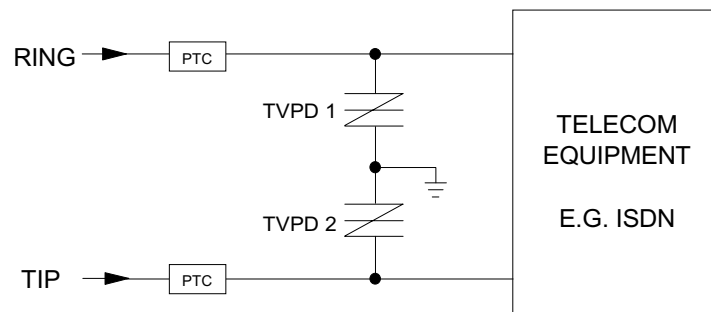 RING
PTC
TVPD 1
TELECOM
EQUIPMENT
E.G. ISDN
TVPD 2
TIP
PTC